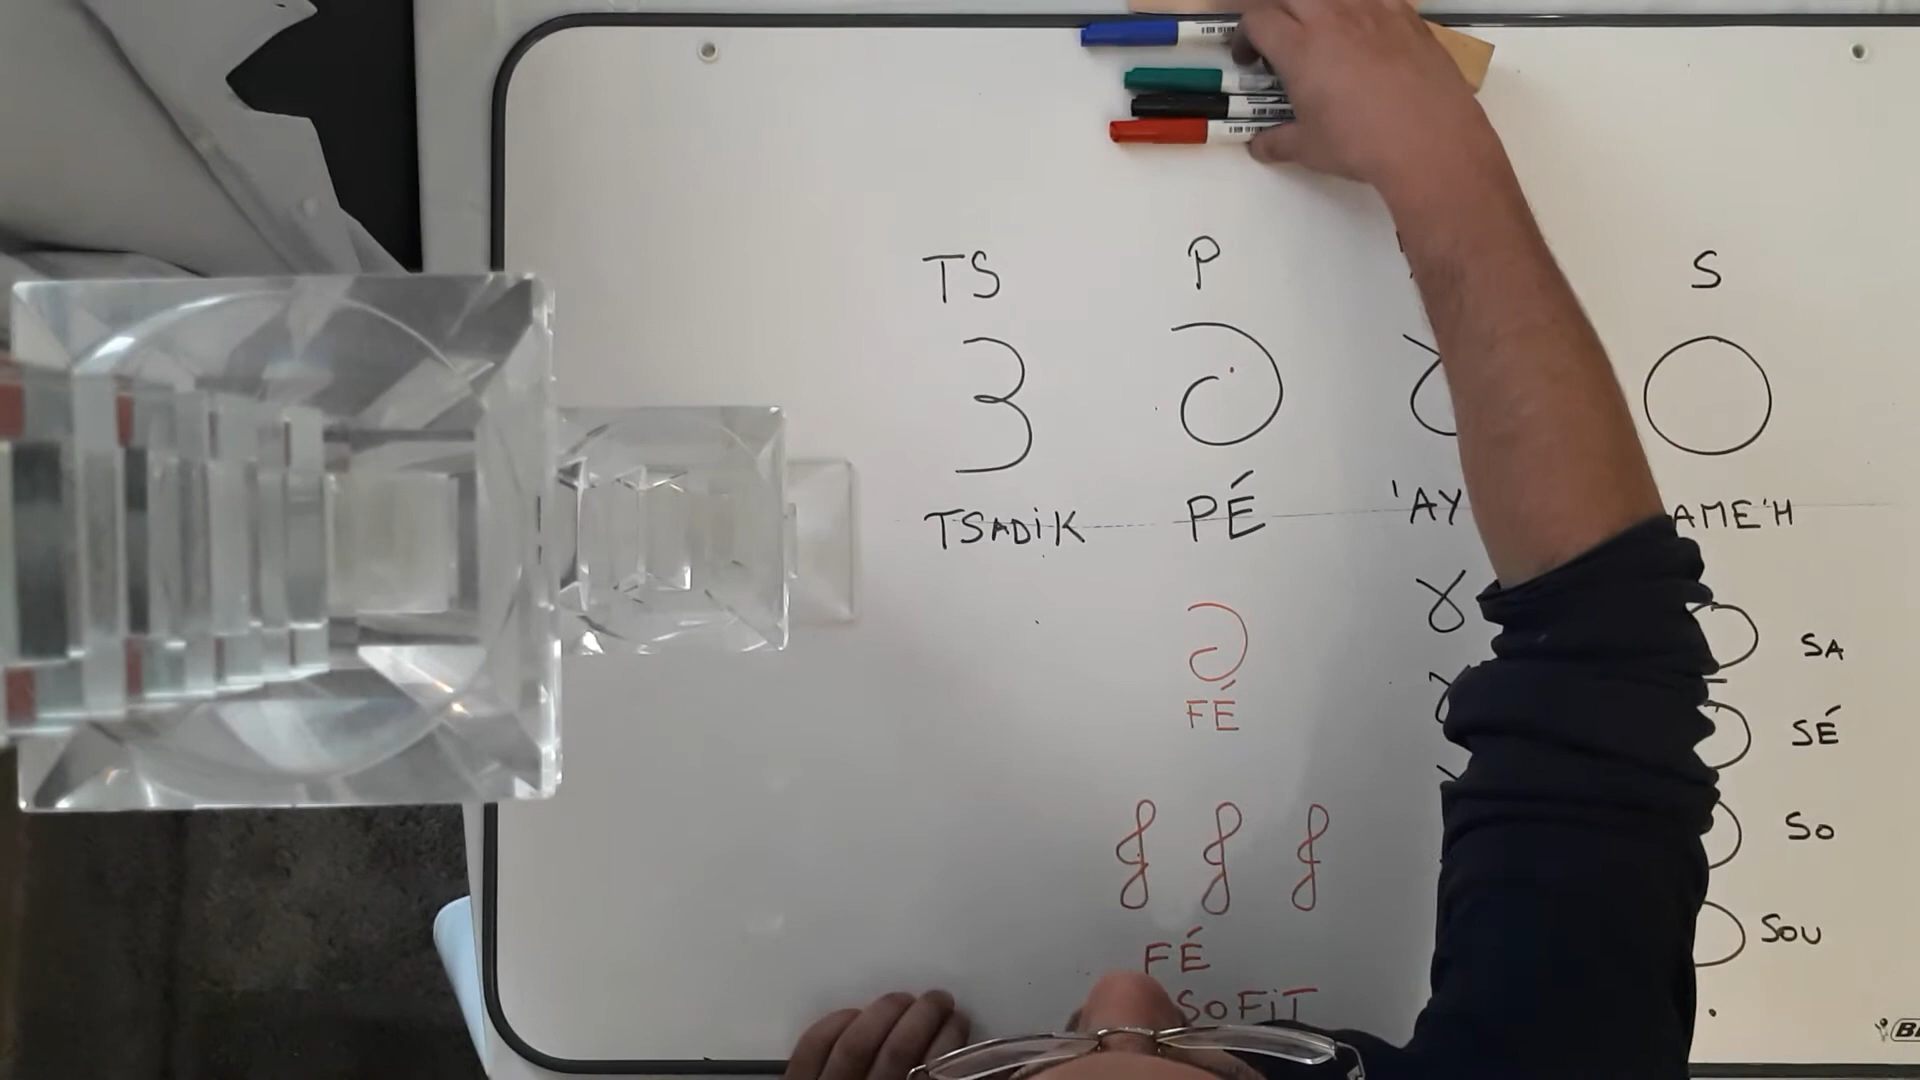 TS P S
'AY AME'H
TSADiK PÉ
SA
FÉ
SÉ
So
SOU
FÉ
SOFiT